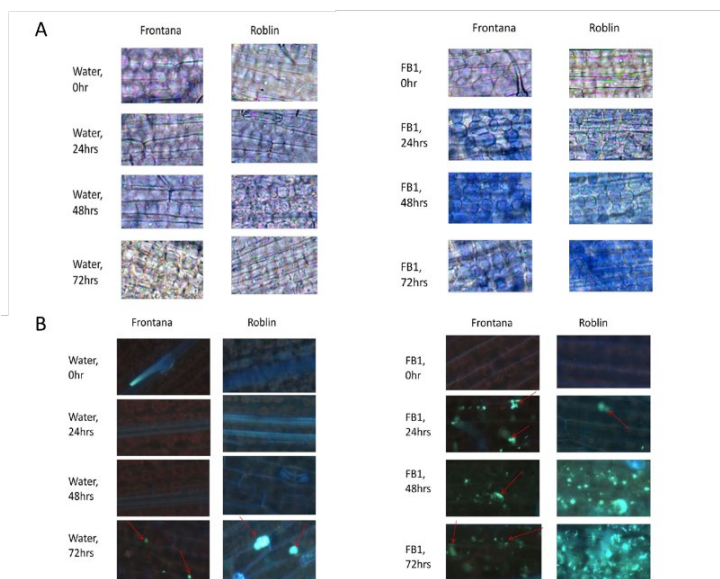 A
Frontana
Roblin
Frontana
Roblin
Water,
0hr
FB1,
0hr
Water,
24hrs
FB1,
24hrs
Water,
48hrs
FB1,
48hrs
Water,
72hrs
FB1,
72hrs
B
Frontana
Roblin
Frontana
Roblin
Water,
0hr
FB1,
0hr
Water,
24hrs
FB1,
24hrs
Water,
48hrs
FB1,
48hrs
Water,
72hrs
FB1,
72hrs